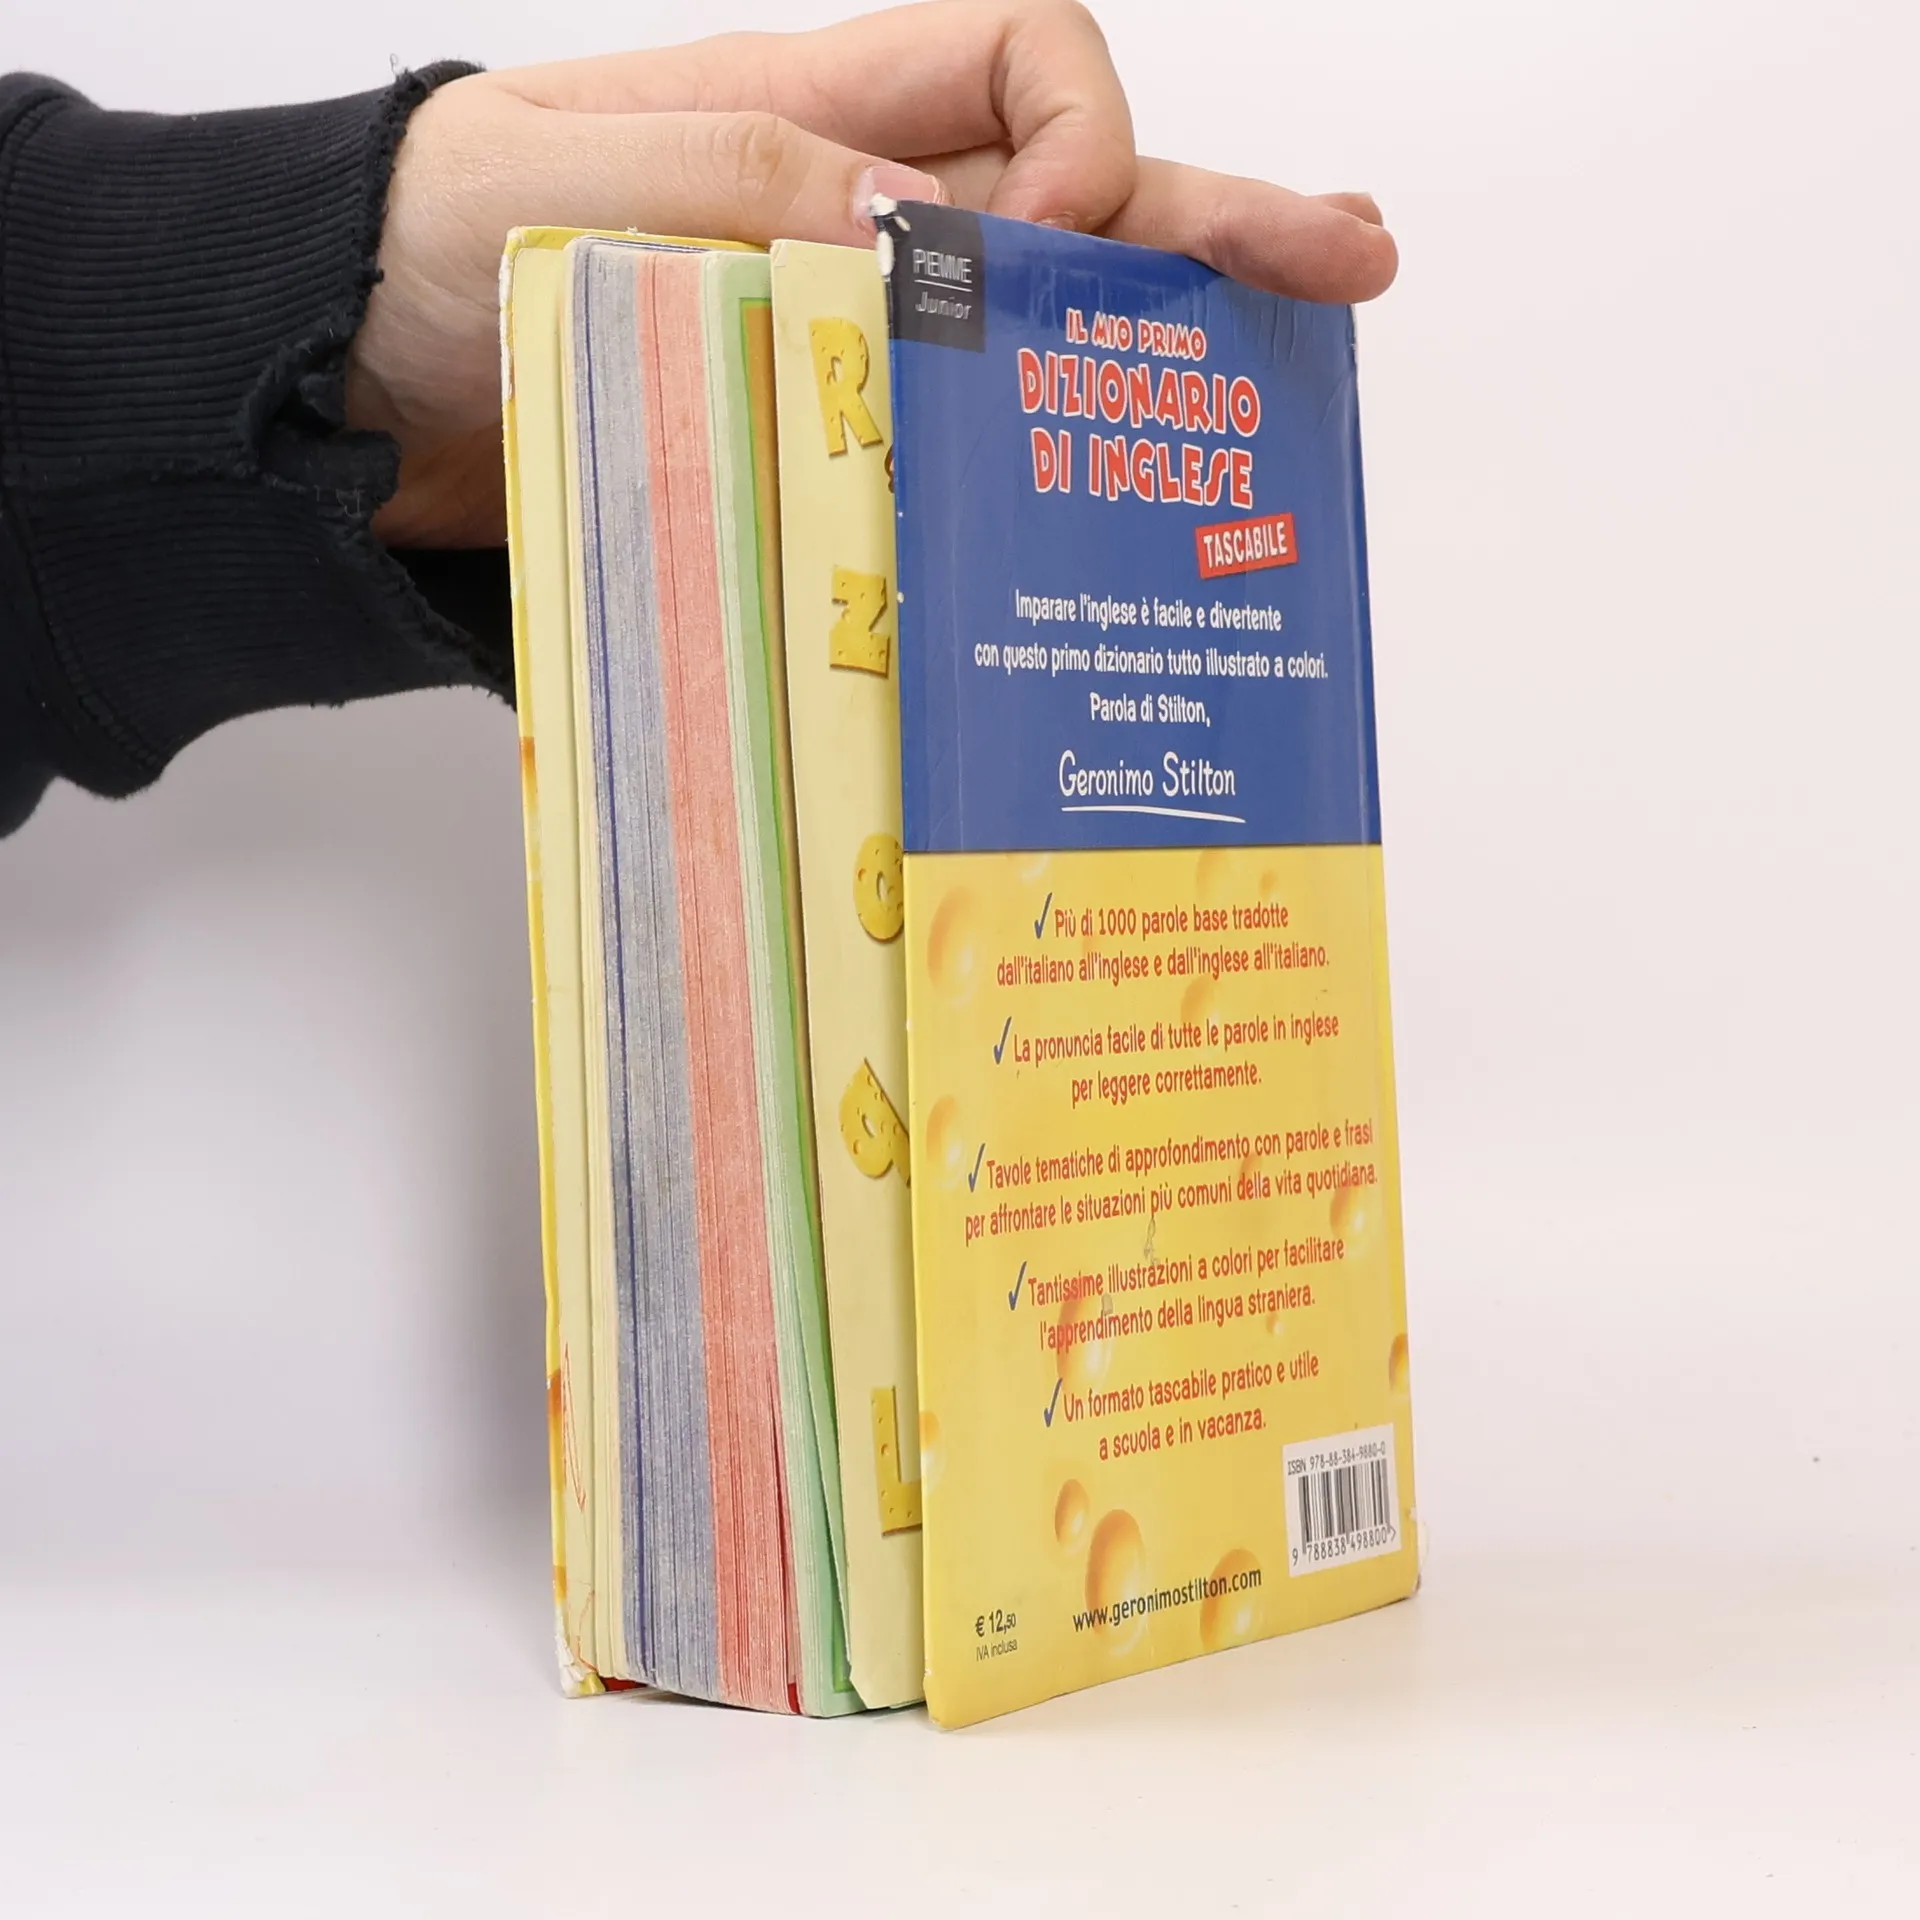 PIEMME
Junior
IL MIO PRIMO
DIZIONARIO
DI INGLESE
TASCABILE
Imparare l'inglese è facile e divertente
con questo primo dizionario tutto illustrato a colori.
Parola di Stilton,
Geronimo Stilton
✓ Più di 1000 parole base tradotte
dall'italiano all'inglese e dall'inglese all'italiano.
✓ La pronuncia facile di tutte le parole in inglese
per leggere correttamente.
✓ Tavole tematiche di approfondimento con parole e frasi
per affrontare le situazioni più comuni della vita quotidiana.
✓ Tantissime illustrazioni a colori per facilitare
l'apprendimento della lingua straniera.
✓ Un formato tascabile pratico e utile
a scuola e in vacanza.
ISBN 978-88-384-9880-0
9 788838 498800>
www.geronimostilton.com
€ 12,50
IVA inclusa
R
Z
O
L